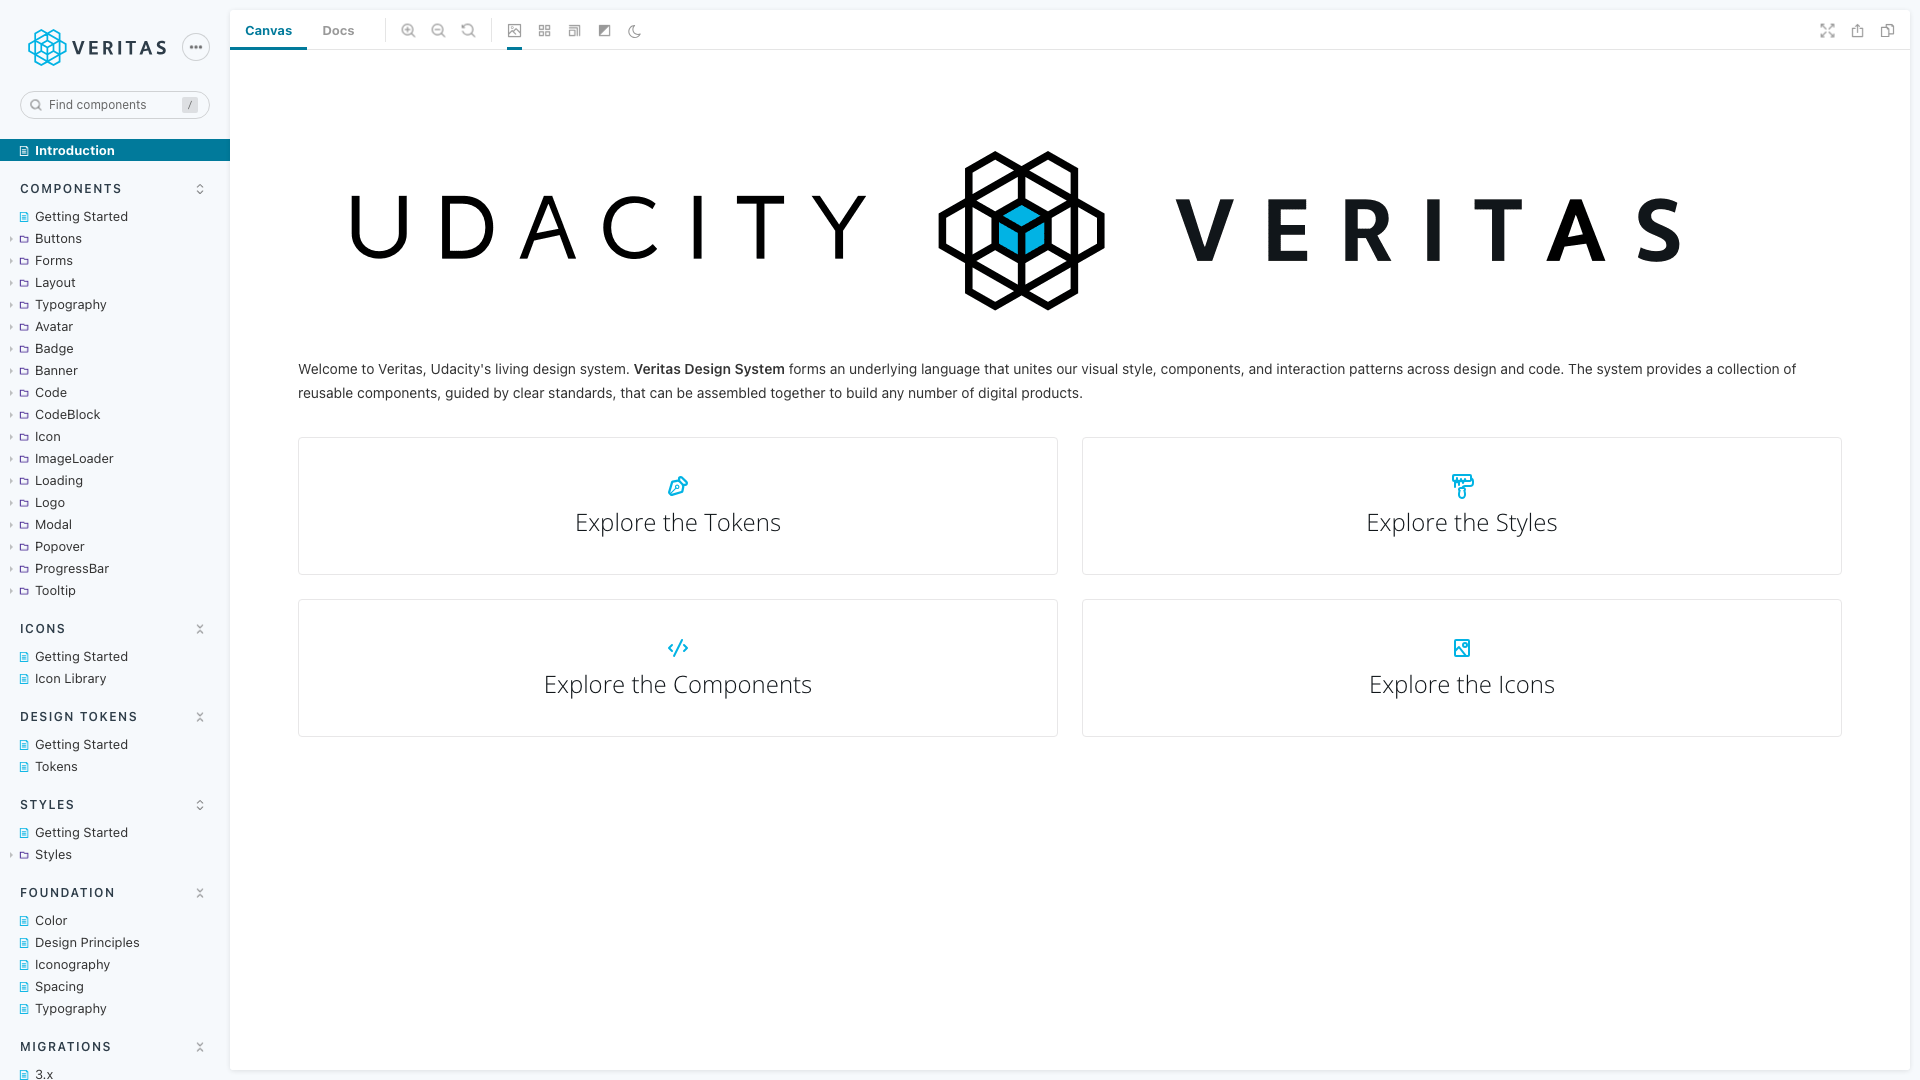 VERITAS
Find components /
Introduction
COMPONENTS
Getting Started
Buttons
Forms
Layout
Typography
Avatar
Badge
Banner
Code
CodeBlock
Icon
ImageLoader
Loading
Logo
Modal
Popover
ProgressBar
Tooltip
ICONS
Getting Started
Icon Library
DESIGN TOKENS
Getting Started
Tokens
STYLES
Getting Started
Styles
FOUNDATION
Color
Design Principles
Iconography
Spacing
Typography
MIGRATIONS
3.x
Canvas Docs
UDACITY VERITAS
Welcome to Veritas, Udacity's living design system. Veritas Design System forms an underlying language that unites our visual style, components, and interaction patterns across design and code. The system provides a collection of
reusable components, guided by clear standards, that can be assembled together to build any number of digital products.
Explore the Tokens
Explore the Styles
Explore the Components
Explore the Icons